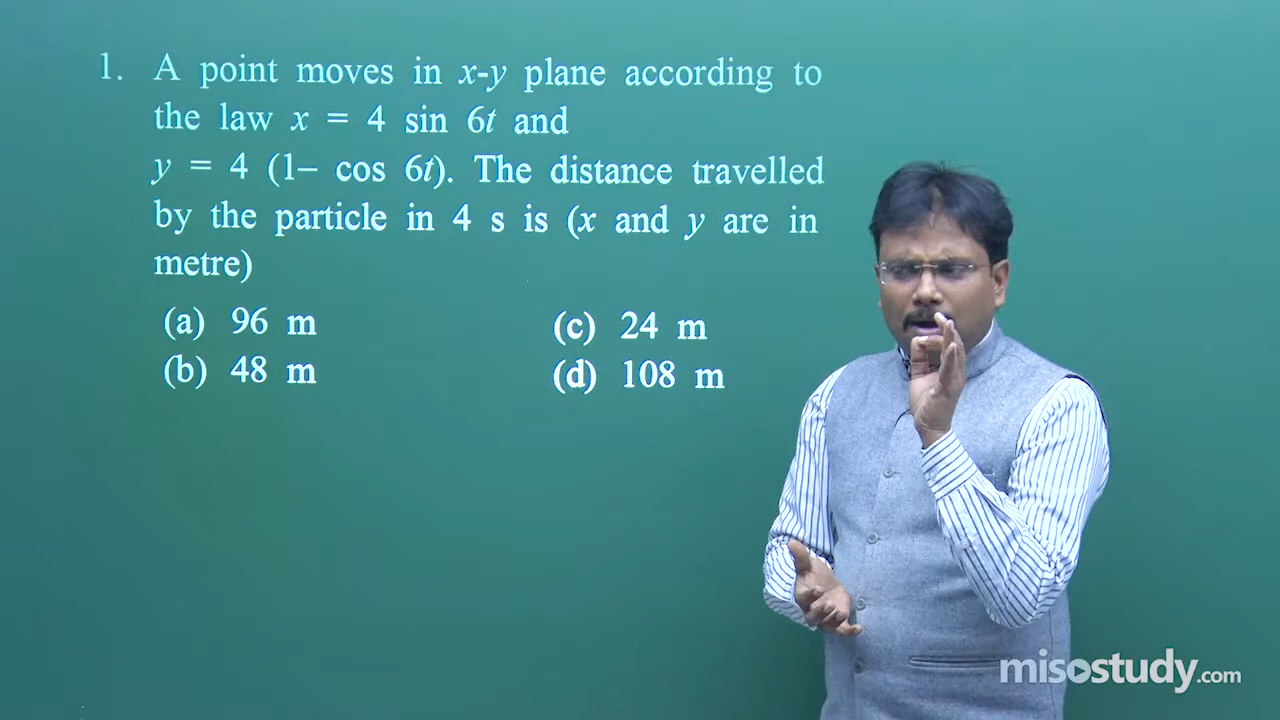 1. A point moves in x-y plane according to
the law x = 4 sin 6t and
y = 4 (1– cos 6t). The distance travelled
by the particle in 4 s is (x and y are in
metre)
(a) 96 m (c) 24 m
(b) 48 m (d) 108 m
misostudy.com